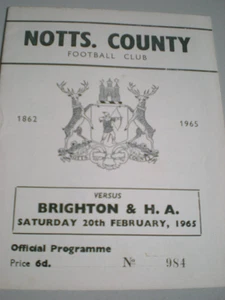 NOTTS. COUNTY
FOOTBALL CLUB
1862 1965
VERSUS
BRIGHTON & H. A.
SATURDAY 20th FEBRUARY, 1965
Official Programme
Price 6d. No 984